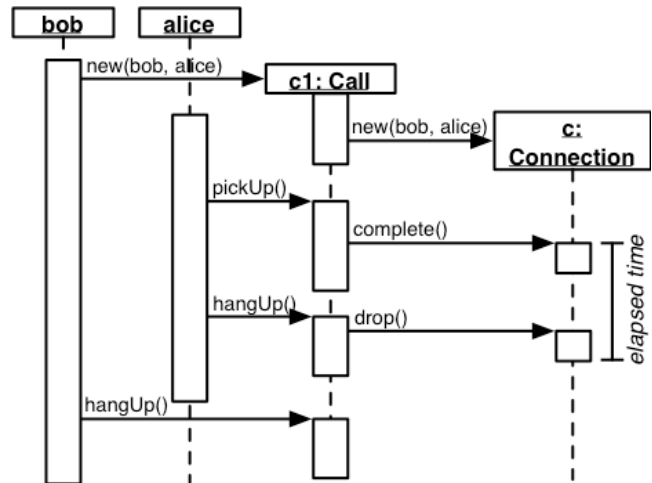 bob
alice
new(bob, alice)
c1: Call
new(bob, alice)
c:
Connection
pickUp()
complete()
hangUp()
drop()
elapsed time
hangUp()